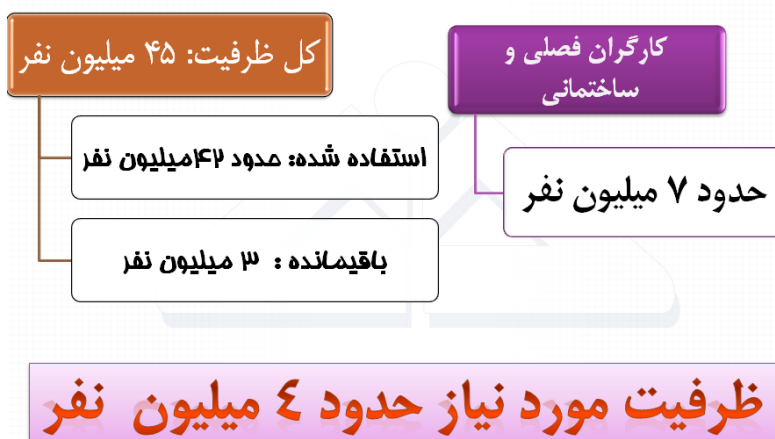 کل ظرفیت: ۴۵ میلیون نفر
استفاده شده: حدود ۴۲میلیون نفر
باقیمانده : ۳ میلیون نفر
کارگران فصلی و
ساختمانی
حدود ۷ میلیون نفر
ظرفیت مورد نیاز حدود ٤ میلیون نفر